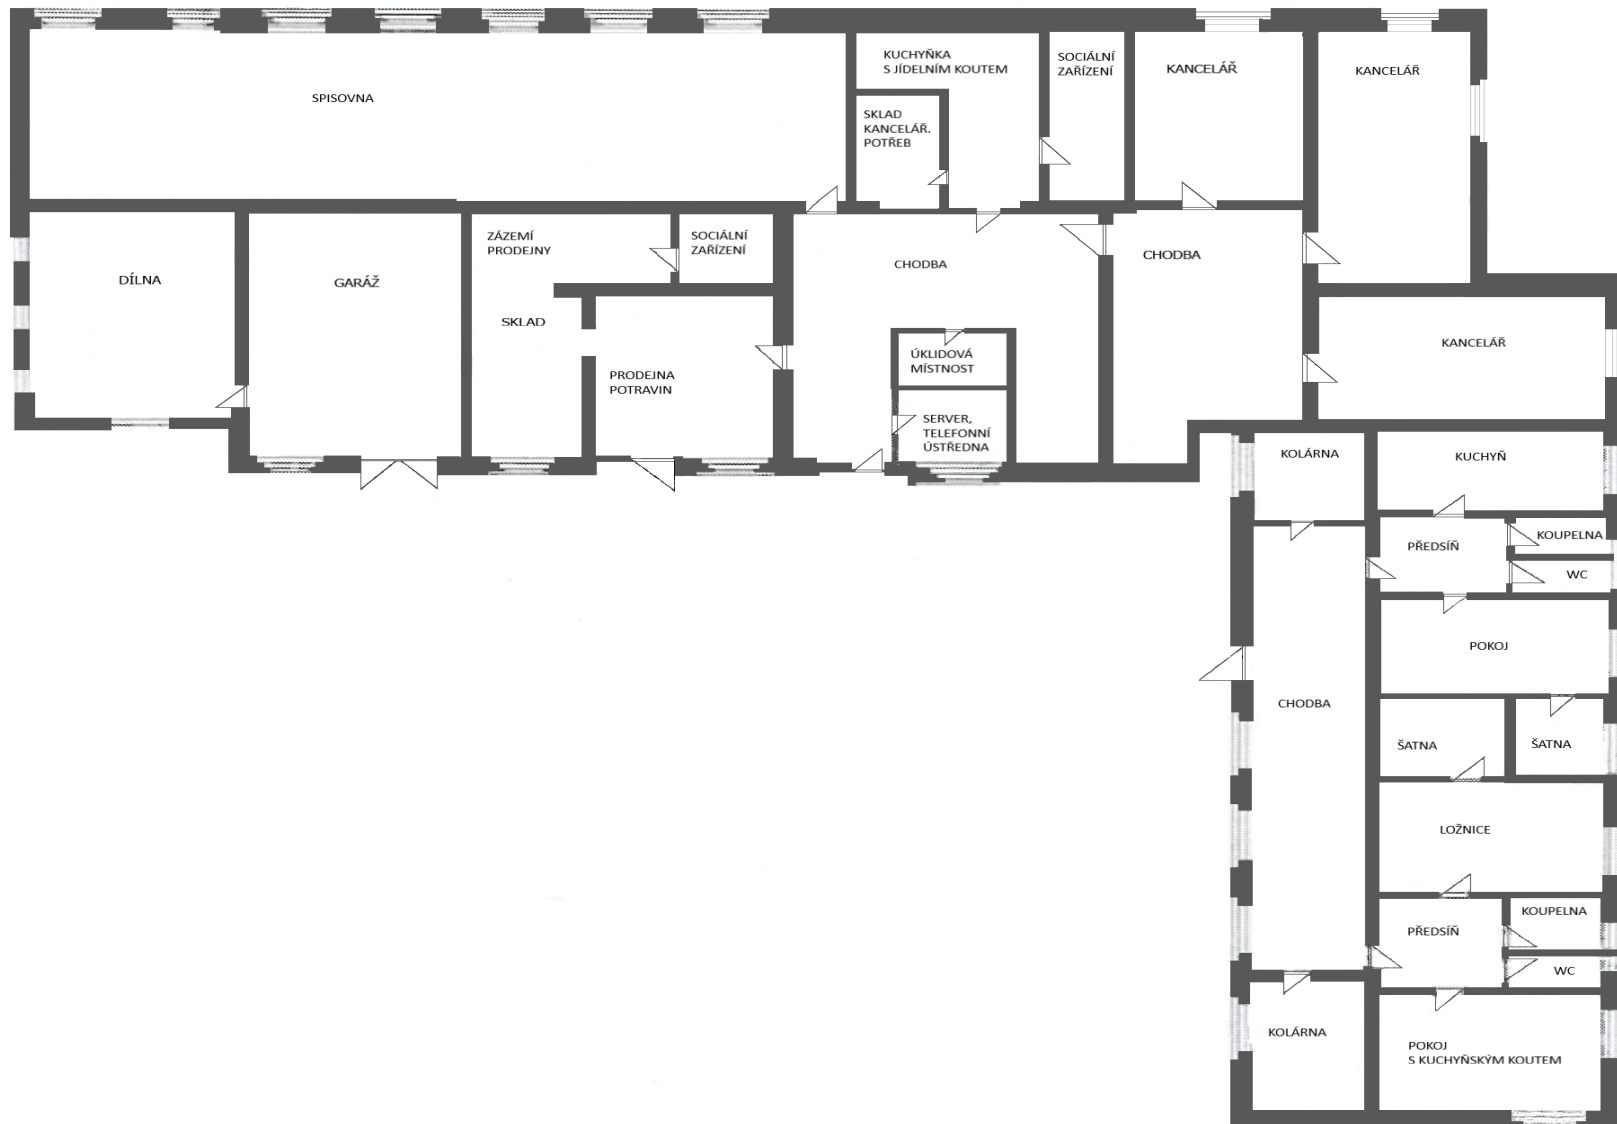 SPISOVNA
KUCHYŇKA
S JÍDELNÍM KOUTEM
SKLAD
KANCELÁŘ.
POTŘEB
SOCIÁLNÍ
ZAŘÍZENÍ
KANCELÁŘ
KANCELÁŘ
DÍLNA
GARÁŽ
ZÁZEMÍ
PRODEJNY
SOCIÁLNÍ
ZAŘÍZENÍ
SKLAD
PRODEJNA
POTRAVIN
CHODBA
ÚKLIDOVÁ
MÍSTNOST
SERVER,
TELEFONNÍ
ÚSTŘEDNA
CHODBA
KANCELÁŘ
KOLÁRNA
KUCHYŇ
PŘEDSÍŇ
KOUPELNA
WC
POKOJ
CHODBA
ŠATNA
ŠATNA
LOŽNICE
PŘEDSÍŇ
KOUPELNA
WC
KOLÁRNA
POKOJ
S KUCHYŇSKÝM KOUTEM